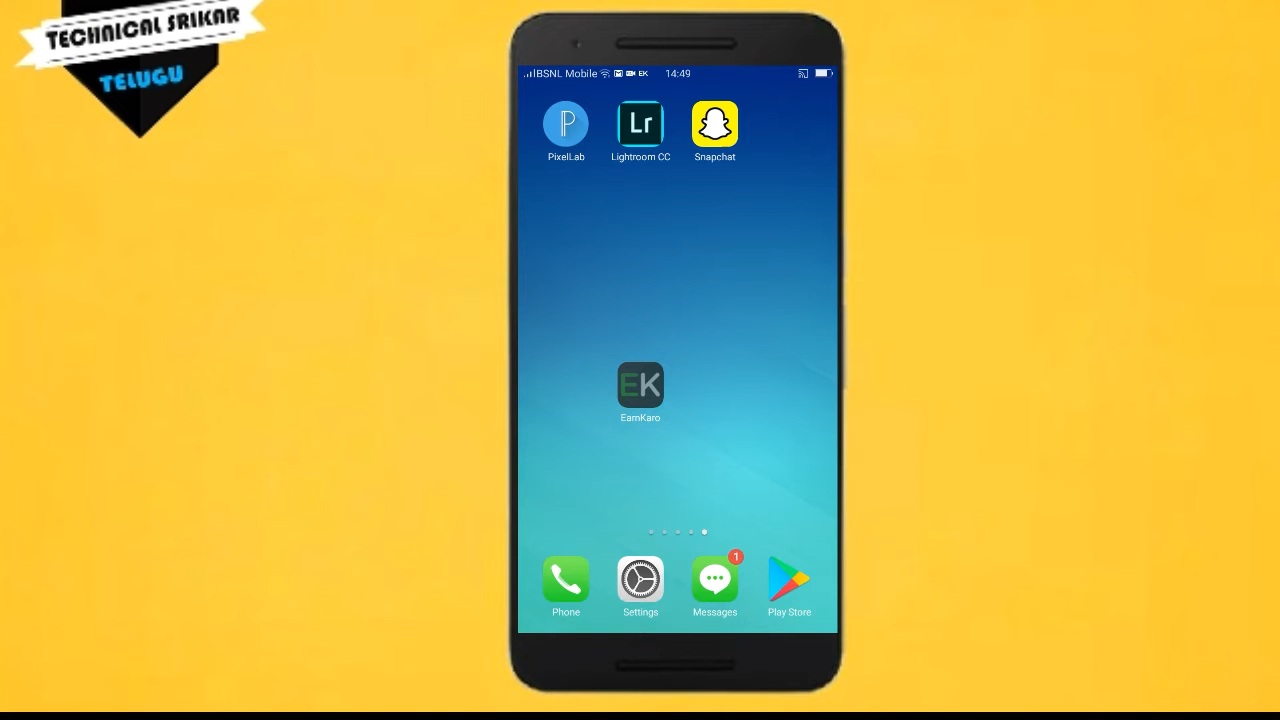 TECHNICAL SRIKAR
TELUGU
BSNL Mobile EK 14:49
PixelLab
Lr
Lightroom CC
Snapchat
EK
EarnKaro
1
Phone
Settings
Messages
Play Store